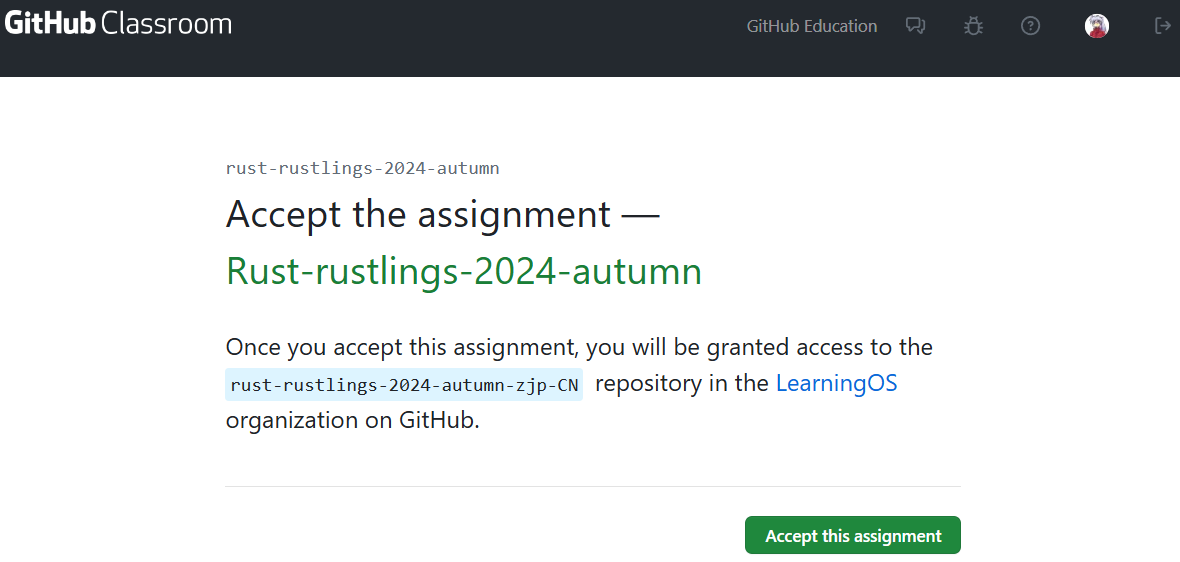 GitHub Classroom
GitHub Education
rust-rustlings-2024-autumn
Accept the assignment —
Rust-rustlings-2024-autumn
Once you accept this assignment, you will be granted access to the
rust-rustlings-2024-autumn-zjp-CN repository in the LearningOS
organization on GitHub.
Accept this assignment